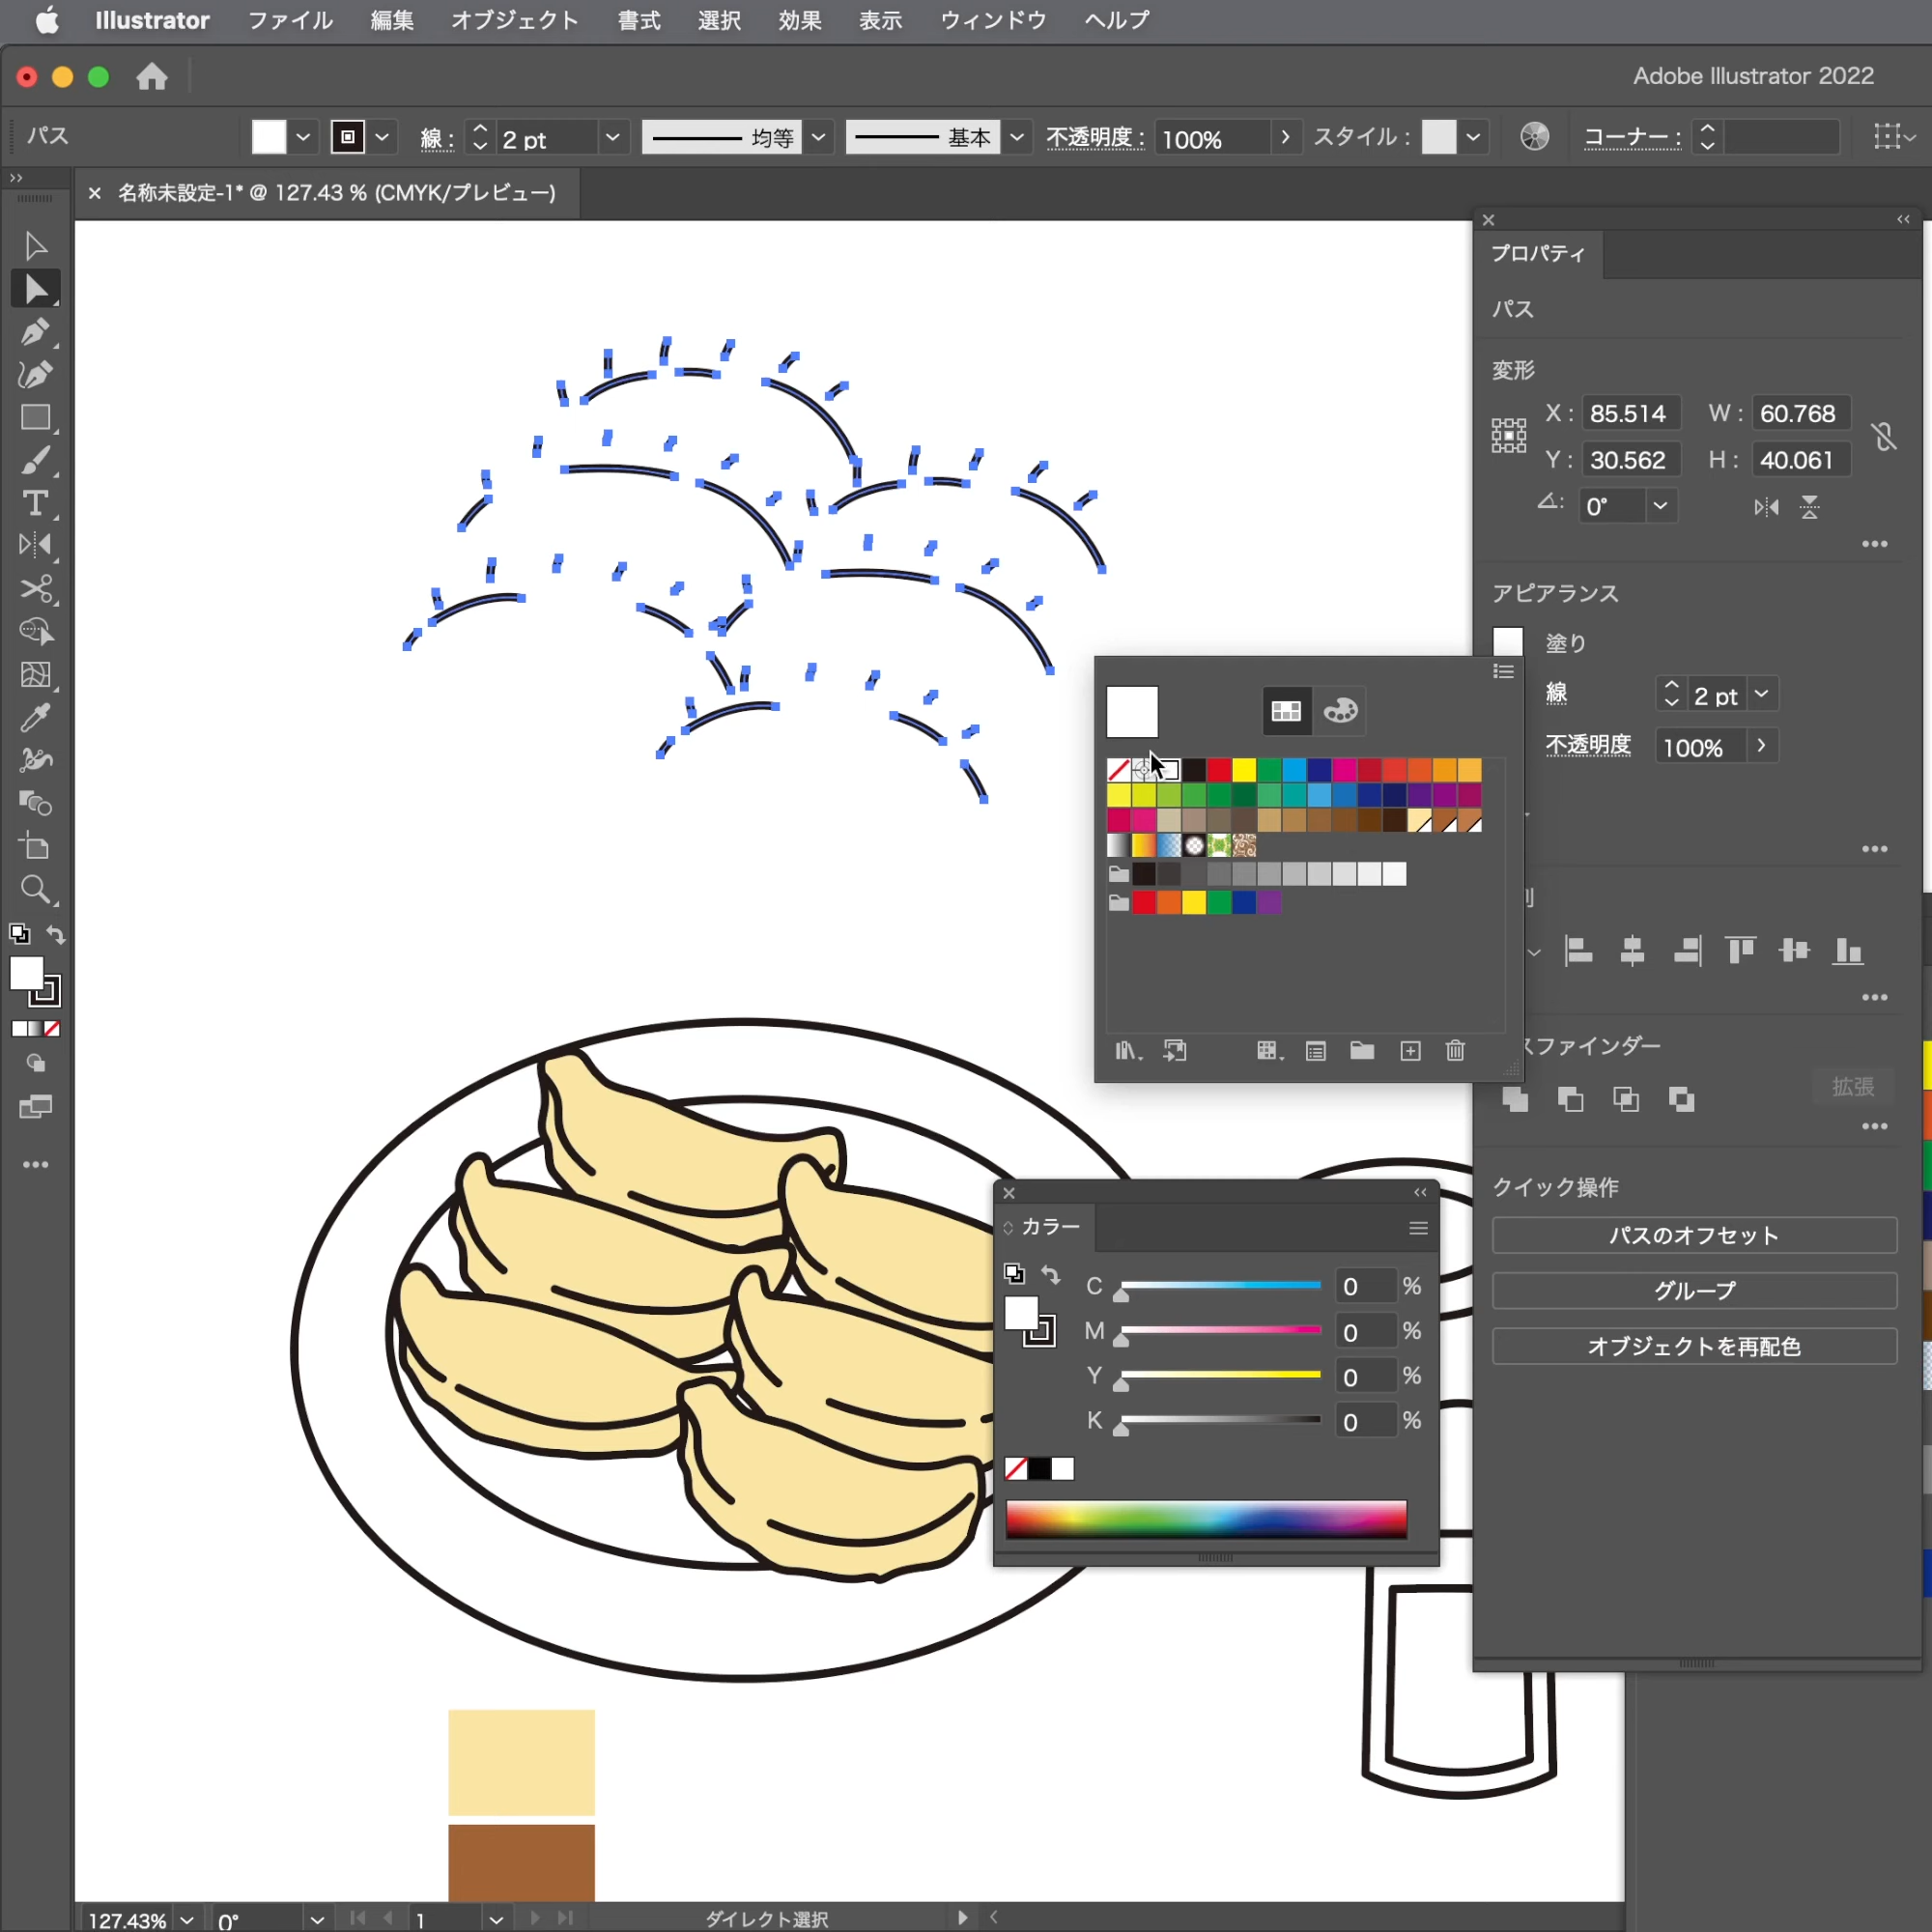 Illustrator ファイル 編集 オブジェクト 書式 選択 効果 表示 ウィンドウ ヘルプ
Adobe Illustrator 2022
パス 線 : 2 pt 均等 基本 不透明度 : 100% スタイル : コーナー :
× 名称未設定-1* @ 127.43 % (CMYK/プレビュー)
プロパティ
パス
変形
X : 85.514 W : 60.768
Y : 30.562 H : 40.061
0°
アピアランス
塗り
線 2 pt
不透明度 100%
スファインダー
拡張
クイック操作
パスのオフセット
グループ
オブジェクトを再配色
カラー
C 0 %
M 0 %
Y 0 %
K 0 %
127.43% 0° 1 ダイレクト選択